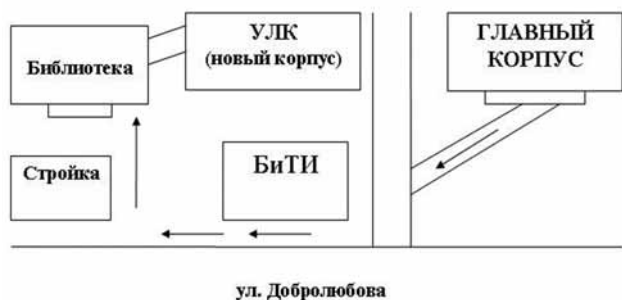 УЛК
(новый корпус)
ГЛАВНЫЙ
КОРПУС
Библиотека
Стройка
БиТИ
ул. Добролюбова